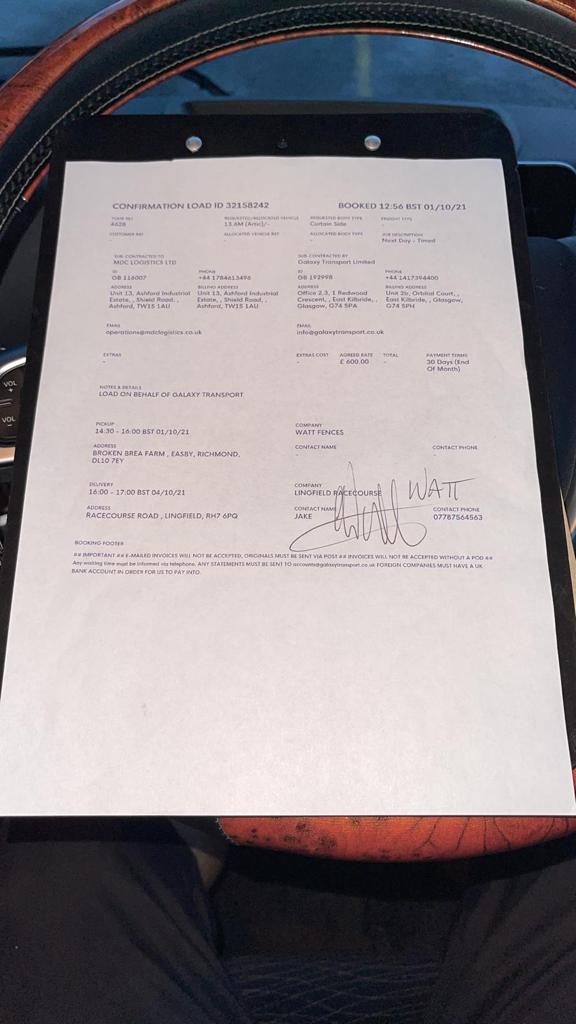 CONFIRMATION LOAD ID 32158242
BOOKED 12:56 BST 01/10/21
YOUR REF
4628
REQUESTED/ALLOCATED VEHICLE
13.6M (Artic)/-
REQUESTED BODY TYPE
Curtain Side
FREIGHT TYPE
-
CUSTOMER REF
-
ALLOCATED VEHICLE REF
-
ALLOCATED BODY TYPE
-
JOB DESCRIPTION
Next Day - Timed
SUB-CONTRACTED TO
MDC LOGISTICS LTD
SUB-CONTRACTED BY
Galaxy Transport Limited
ID
GB 116007
PHONE
+44 1784613496
ID
GB 192998
PHONE
+44 1417394400
ADDRESS
Unit 13, Ashford Industrial
Estate, , Shield Road, ,
Ashford, TW15 1AU
BILLING ADDRESS
Unit 13, Ashford Industrial
Estate, , Shield Road, ,
Ashford, TW15 1AU
ADDRESS
Office 2.3, 1 Redwood
Crescent, , East Kilbride, ,
Glasgow, G74 5PA
BILLING ADDRESS
Unit 2b, Orbital Court, ,
East Kilbride, , Glasgow,
G74 5PH
EMAIL
operations@mdclogistics.co.uk
EMAIL
info@galaxytransport.co.uk
EXTRAS
-
EXTRAS COST
-
AGREED RATE
£ 600.00
TOTAL
-
PAYMENT TERMS
30 Days (End
Of Month)
NOTES & DETAILS
LOAD ON BEHALF OF GALAXY TRANSPORT
PICKUP
14:30 - 16:00 BST 01/10/21
COMPANY
WATT FENCES
ADDRESS
BROKEN BREA FARM , EASBY, RICHMOND,
DL10 7EY
CONTACT NAME
-
CONTACT PHONE
-
DELIVERY
16:00 - 17:00 BST 04/10/21
COMPANY
LINGFIELD RACECOURSE
WATT
ADDRESS
RACECOURSE ROAD , LINGFIELD, RH7 6PQ
CONTACT NAME
JAKE
CONTACT PHONE
07787564563
BOOKING FOOTER
## IMPORTANT ## E-MAILED INVOICES WILL NOT BE ACCEPTED, ORIGINALS MUST BE SENT VIA POST ## INVOICES WILL NOT BE ACCEPTED WITHOUT A POD ##
Any waiting time must be informed via telephone. ANY STATEMENTS MUST BE SENT TO accounts@galaxytransport.co.uk FOREIGN COMPANIES MUST HAVE A UK
BANK ACCOUNT IN ORDER FOR US TO PAY INTO.
VOL
+
VOL